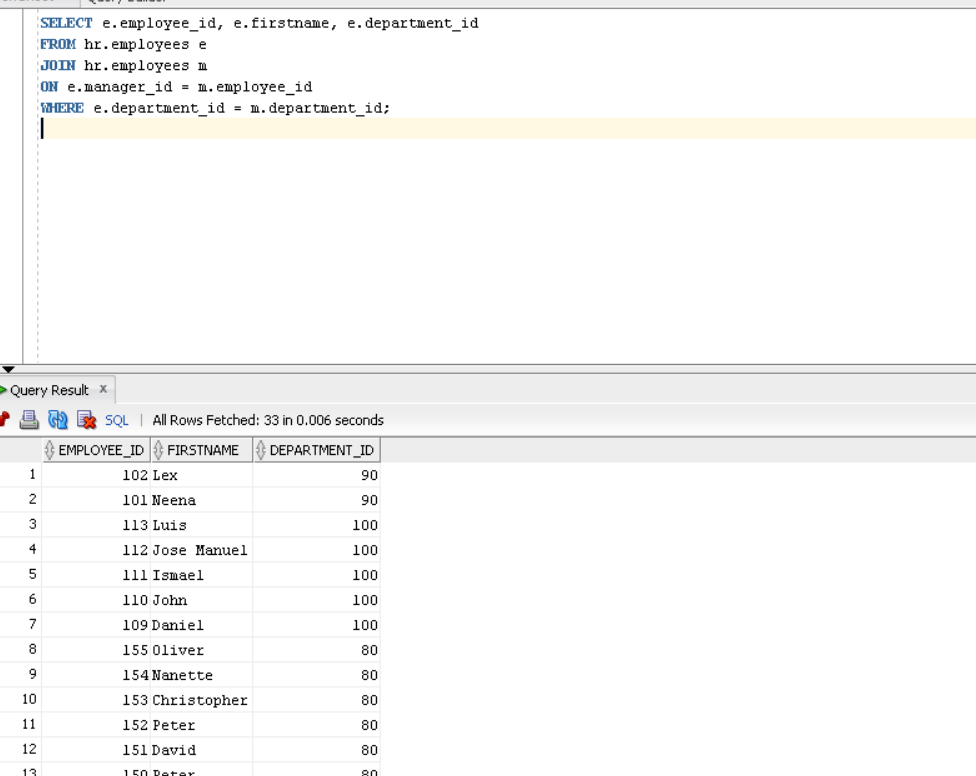 Query Builder
SELECT e.employee_id, e.firstname, e.department_id
FROM hr.employees e
JOIN hr.employees m
ON e.manager_id = m.employee_id
WHERE e.department_id = m.department_id;
Query Result x
SQL | All Rows Fetched: 33 in 0.006 seconds
EMPLOYEE_ID FIRSTNAME DEPARTMENT_ID
1 102 Lex 90
2 101 Neena 90
3 113 Luis 100
4 112 Jose Manuel 100
5 111 Ismael 100
6 110 John 100
7 109 Daniel 100
8 155 Oliver 80
9 154 Nanette 80
10 153 Christopher 80
11 152 Peter 80
12 151 David 80
13 150 Peter 80